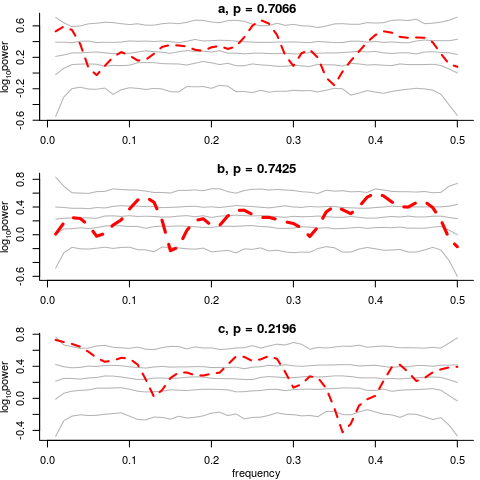 a, p = 0.7066
log₁₀power
0.6
0.2
-0.2
-0.6
0.0 0.1 0.2 0.3 0.4 0.5
b, p = 0.7425
log₁₀power
0.8
0.4
0.0
-0.6
0.0 0.1 0.2 0.3 0.4 0.5
c, p = 0.2196
log₁₀power
0.8
0.4
0.0
-0.4
0.0 0.1 0.2 0.3 0.4 0.5
frequency